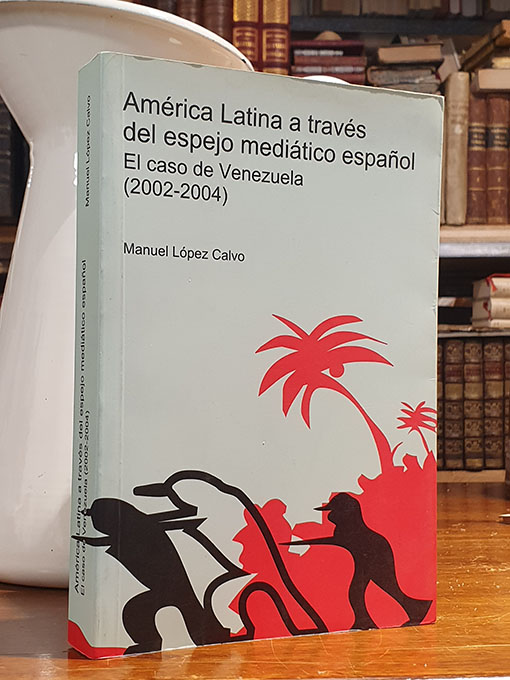 América Latina a través
del espejo mediático español
El caso de Venezuela
(2002-2004)
Manuel López Calvo
Manuel López Calvo
América Latina a través del espejo mediático español
El caso de Venezuela (2002-2004)